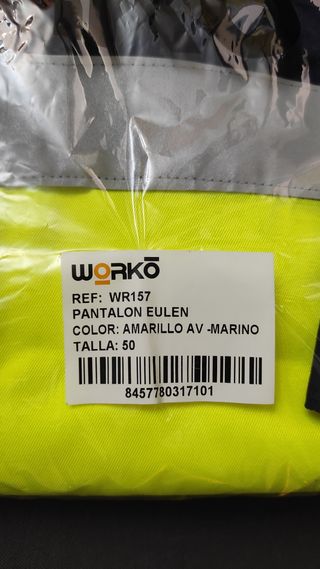 WORKO
REF: WR157
PANTALON EULEN
COLOR: AMARILLO AV -MARINO
TALLA: 50
8457780317101